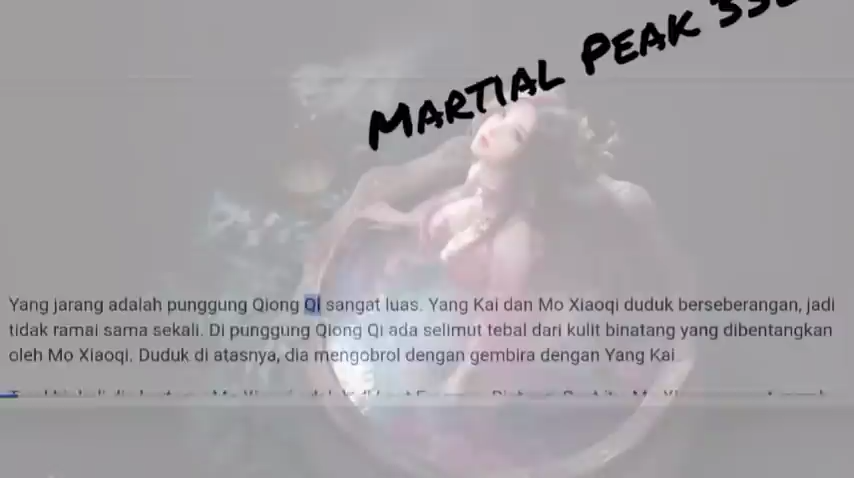 MARTIAL PEAK
Yang jarang adalah punggung Qiong Qi sangat luas. Yang Kai dan Mo Xiaoqi duduk berseberangan, jadi
tidak ramai sama sekali. Di punggung Qiong Qi ada selimut tebal dari kulit binatang yang dibentangkan
oleh Mo Xiaoqi. Duduk di atasnya, dia mengobrol dengan gembira dengan Yang Kai